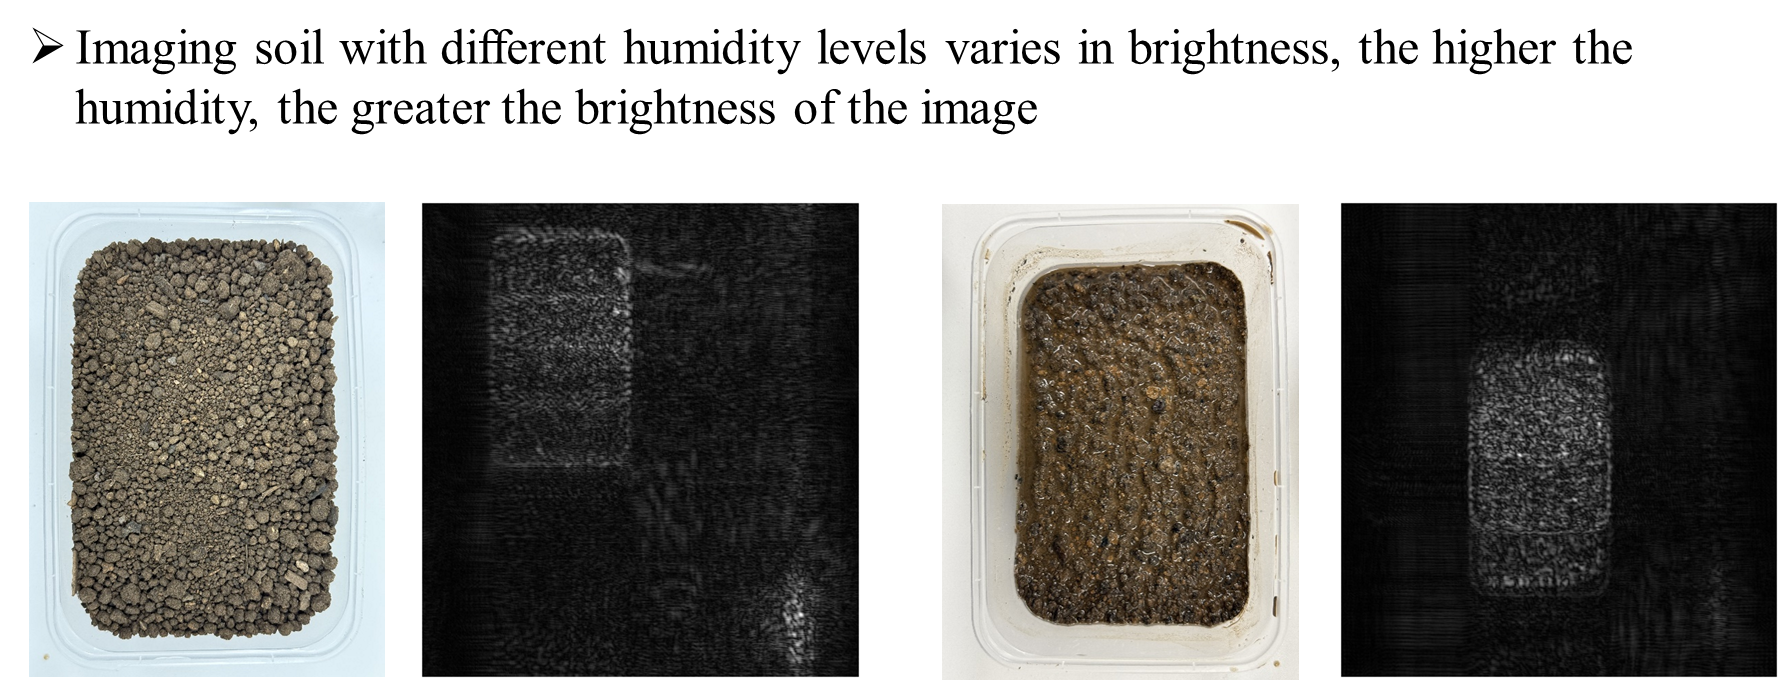 ➢ Imaging soil with different humidity levels varies in brightness, the higher the
humidity, the greater the brightness of the image